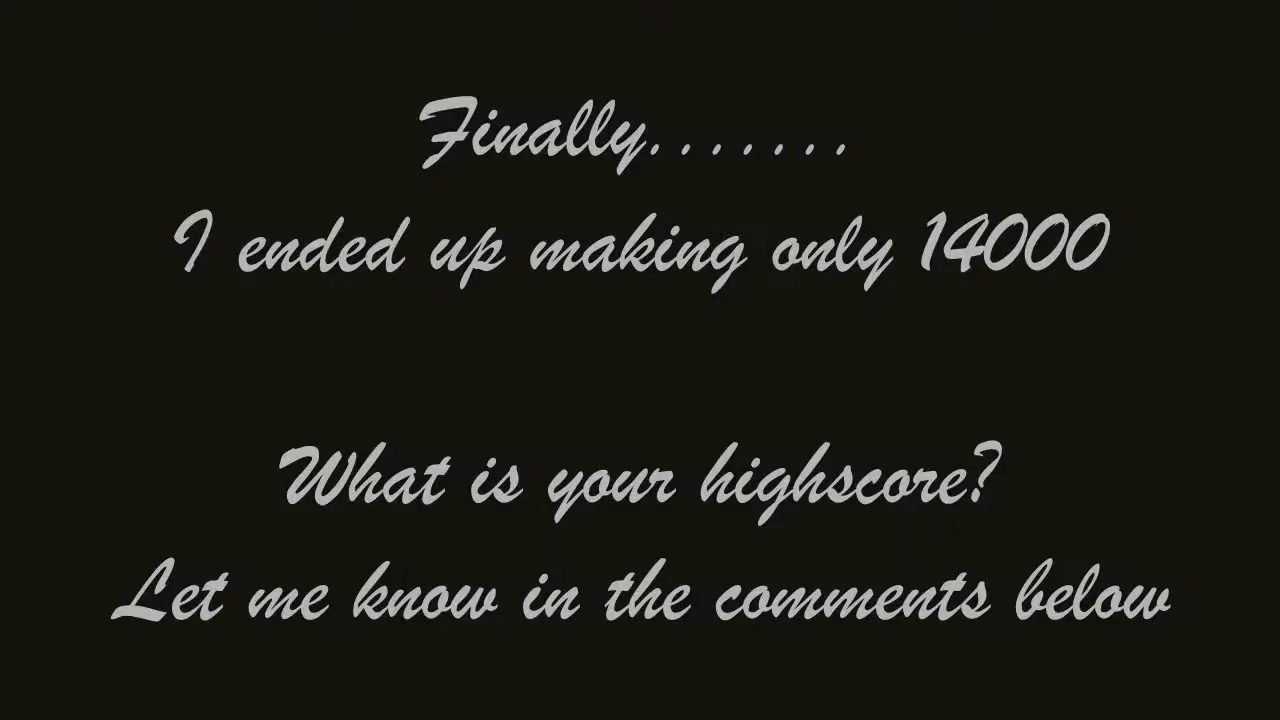 Finally.......
I ended up making only 14000
What is your highscore?
Let me know in the comments below